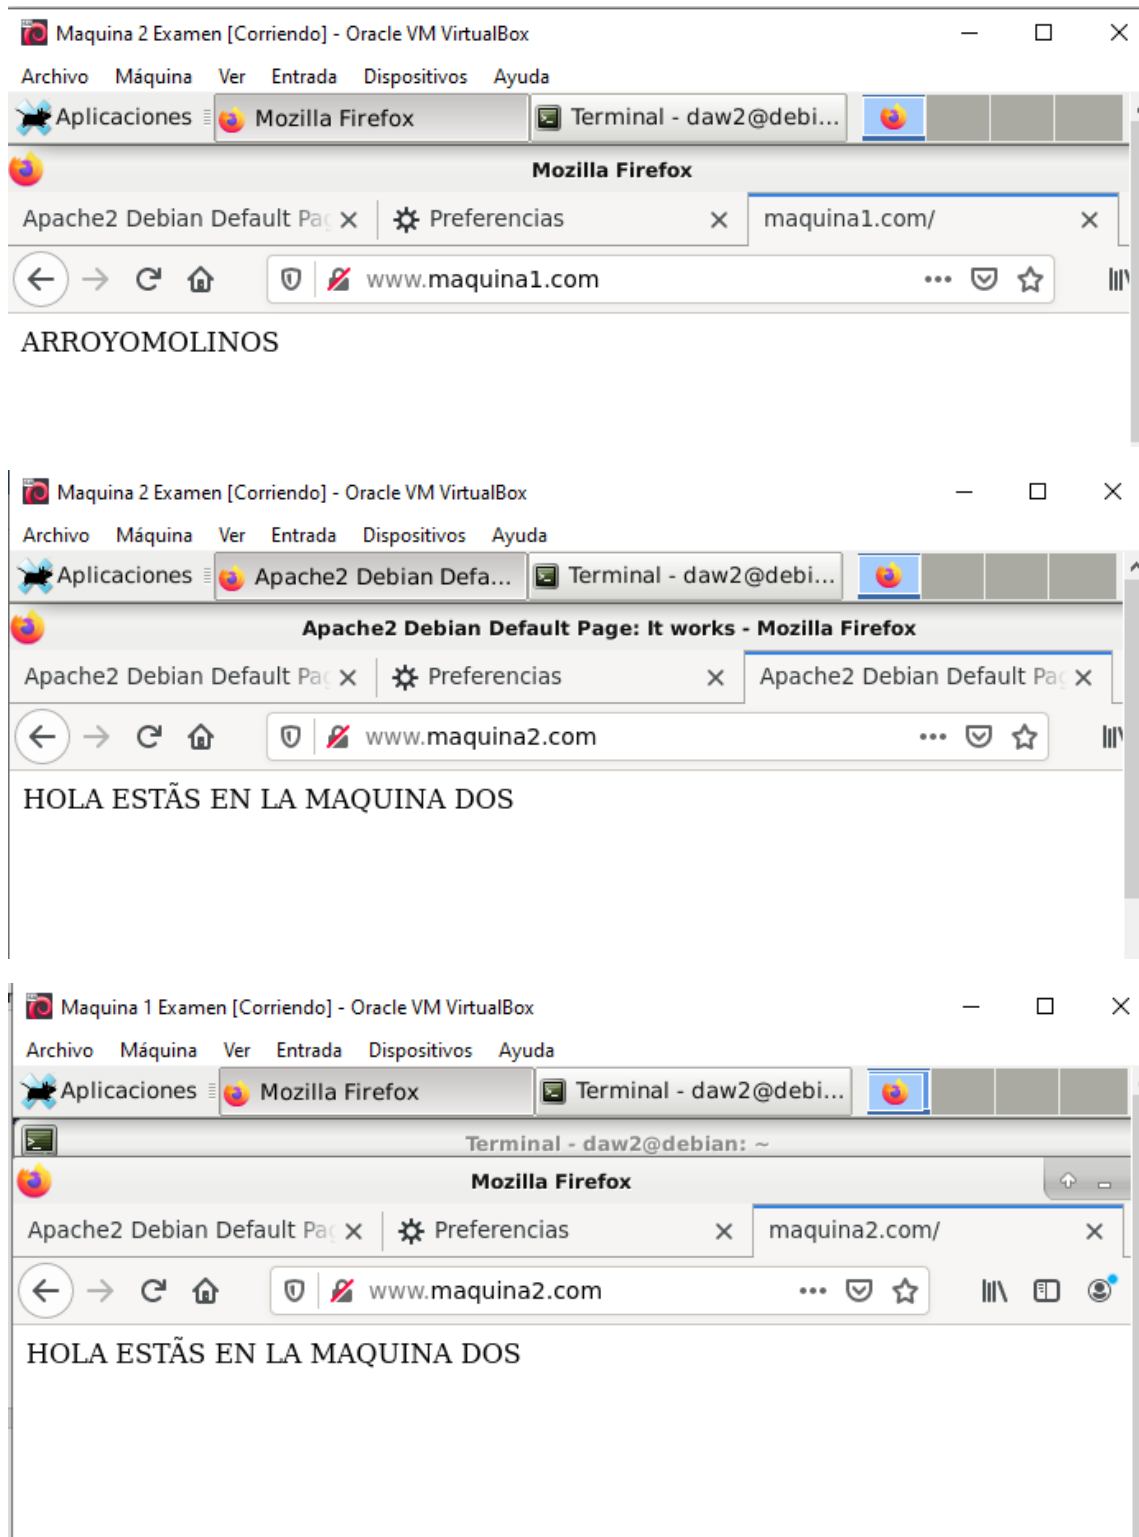 Maquina 2 Examen [Corriendo] - Oracle VM VirtualBox
Archivo Máquina Ver Entrada Dispositivos Ayuda
Aplicaciones Mozilla Firefox Terminal - daw2@debi...
Mozilla Firefox
Apache2 Debian Default Pag Preferencias maquina1.com/
www.maquina1.com
ARROYOMOLINOS
Maquina 2 Examen [Corriendo] - Oracle VM VirtualBox
Archivo Máquina Ver Entrada Dispositivos Ayuda
Aplicaciones Apache2 Debian Defa... Terminal - daw2@debi...
Apache2 Debian Default Page: It works - Mozilla Firefox
Apache2 Debian Default Pag Preferencias Apache2 Debian Default Pag
www.maquina2.com
HOLA ESTÃS EN LA MAQUINA DOS
Maquina 1 Examen [Corriendo] - Oracle VM VirtualBox
Archivo Máquina Ver Entrada Dispositivos Ayuda
Aplicaciones Mozilla Firefox Terminal - daw2@debi...
Terminal - daw2@debian: ~
Mozilla Firefox
Apache2 Debian Default Pag Preferencias maquina2.com/
www.maquina2.com
HOLA ESTÃS EN LA MAQUINA DOS